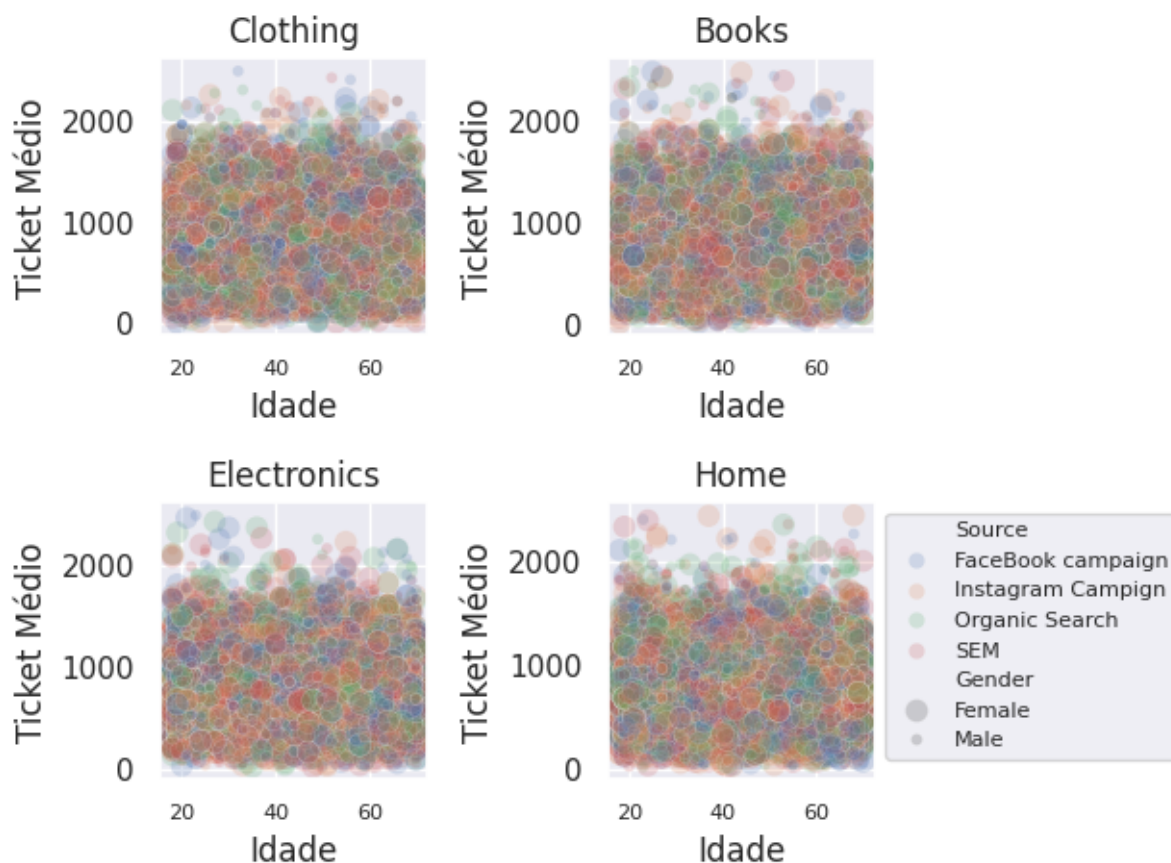 Clothing
Ticket Médio
2000
1000
0
20 40 60
Idade
Books
Ticket Médio
2000
1000
0
20 40 60
Idade
Electronics
Ticket Médio
2000
1000
0
20 40 60
Idade
Home
Ticket Médio
2000
1000
0
20 40 60
Idade
Source
FaceBook campaign
Instagram Campign
Organic Search
SEM
Gender
Female
Male